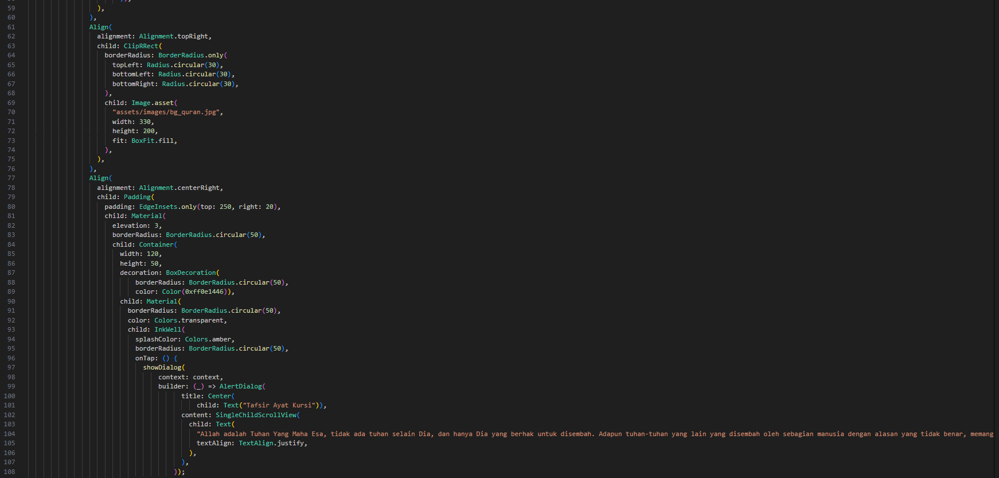 59 ),
60 ),
61 Align(
62 alignment: Alignment.topRight,
63 child: ClipRRect(
64 borderRadius: BorderRadius.only(
65 topLeft: Radius.circular(30),
66 bottomLeft: Radius.circular(30),
67 bottomRight: Radius.circular(30),
68 ),
69 child: Image.asset(
70 "assets/images/bg_quran.jpg",
71 width: 330,
72 height: 200,
73 fit: BoxFit.fill,
74 ),
75 ),
76 ),
77 Align(
78 alignment: Alignment.centerRight,
79 child: Padding(
80 padding: EdgeInsets.only(top: 250, right: 20),
81 child: Material(
82 elevation: 3,
83 borderRadius: BorderRadius.circular(50),
84 child: Container(
85 width: 120,
86 height: 50,
87 decoration: BoxDecoration(
88 borderRadius: BorderRadius.circular(50),
89 color: Color(0xff0e1446)),
90 child: Material(
91 borderRadius: BorderRadius.circular(50),
92 color: Colors.transparent,
93 child: InkWell(
94 splashColor: Colors.amber,
95 borderRadius: BorderRadius.circular(50),
96 onTap: () {
97 showDialog(
98 context: context,
99 builder: (_) => AlertDialog(
100 title: Center(
101 child: Text("Tafsir Ayat Kursi")),
102 content: SingleChildScrollView(
103 child: Text(
104 "Allah adalah Tuhan Yang Maha Esa, tidak ada tuhan selain Dia, dan hanya Dia yang berhak untuk disembah. Adapun tuhan-tuhan yang lain yang disembah oleh sebagian manusia dengan alasan yang tidak benar, memang
105 textAlign: TextAlign.justify,
106 ),
107 ),
108 ));